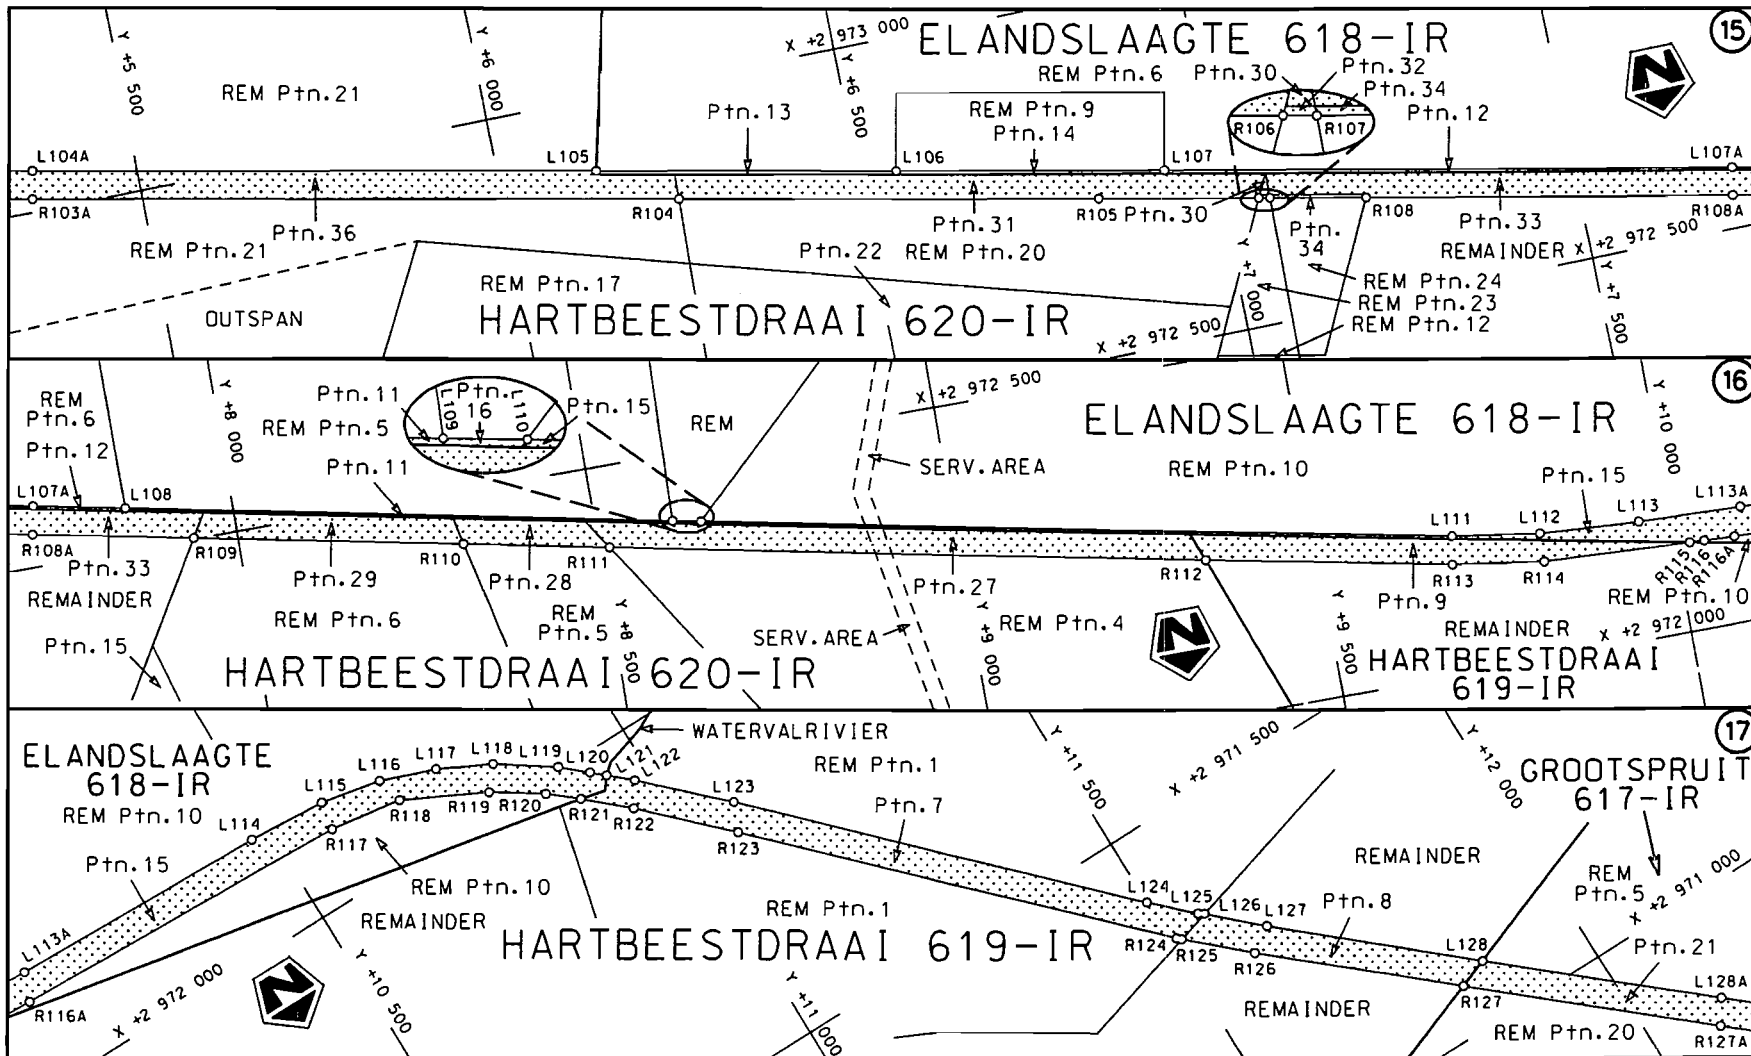 15
ELANDSLAAGTE 618-IR
Y +5 500
Y +6 000
X +2 973 000
Y +6 500
REM Ptn.21
REM Ptn.6
Ptn.30
Ptn.32
Ptn.34
Ptn.13
REM Ptn.9
Ptn.14
R106
R107
Ptn.12
L104A
L105
L106
L107
L107A
R103A
R104
R105
Ptn.30
R108
R108A
Ptn.36
Ptn.31
Ptn.
34
Ptn.33
REM Ptn.21
Ptn.22
REM Ptn.20
REMAINDER
X +2 972 500
REM Ptn.17
Y +7 000
REM Ptn.24
REM Ptn.23
REM Ptn.12
Y +7 500
OUTSPAN
HARTBEESTDRAAI 620-IR
X +2 972 500
16
REM
Ptn.6
Y +8 000
Ptn.11
L109
Ptn.
16
L110
Ptn.15
REM
X +2 972 500
ELANDSLAAGTE 618-IR
Y +10 000
REM Ptn.5
Ptn.12
Ptn.11
SERV.AREA
REM Ptn.10
Ptn.15
L107A
L108
L111
L112
L113
L113A
R108A
R109
R110
R111
R112
R113
R114
R115
R116
R116A
Ptn.33
Ptn.29
Ptn.28
Ptn.27
Ptn.9
REM Ptn.10
REMAINDER
REM Ptn.6
REM
Ptn.5
Y +8 500
SERV.AREA
Y +9 000
REM Ptn.4
Y +9 500
REMAINDER
X +2 972 000
Ptn.15
HARTBEESTDRAAI 620-IR
HARTBEESTDRAAI
619-IR
17
WATERVALRIVIER
ELANDSLAAGTE
618-IR
REM Ptn.10
L117
L118
L119
L120
L121
L122
REM Ptn.1
Y +11 500
X +2 971 500
Y +12 000
GROOTSPRUIT
617-IR
L116
L115
L114
L123
Ptn.7
R119
R120
R118
R121
R122
R117
R123
Ptn.15
REM Ptn.10
REMAINDER
REMAINDER
REM
Ptn.5
X +2 971 000
L124
L125
L126
L127
Ptn.8
REM Ptn.1
L113A
HARTBEESTDRAAI 619-IR
R124
R125
R126
L128
Ptn.21
X +2 972 000
Y +10 500
Y +11 000
R127
L128A
R116A
REMAINDER
REM Ptn.20
R127A